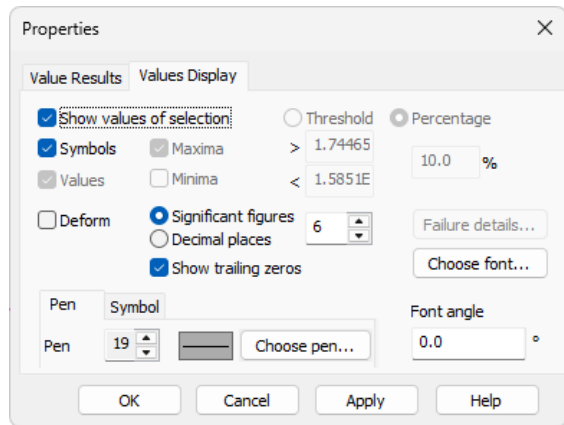 Properties
Value Results Values Display
Show values of selection Threshold Percentage
Symbols Maxima > 1.74465 10.0 %
Values Minima < 1.5851E
Deform Significant figures 6 Failure details...
Decimal places
Show trailing zeros Choose font...
Pen Symbol Font angle
Pen 19 Choose pen... 0.0 °
OK Cancel Apply Help